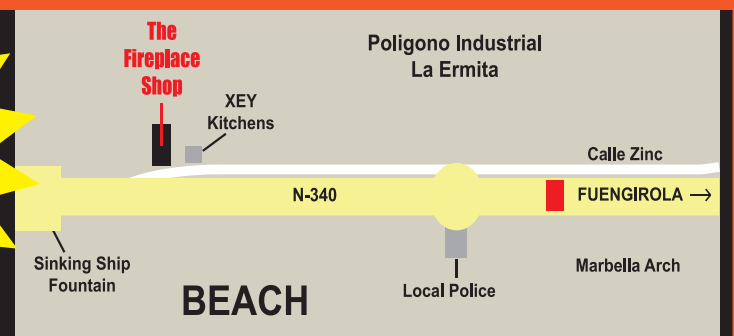 The
Fireplace
Shop
Poligono Industrial
La Ermita
XEY
Kitchens
Calle Zinc
N-340
FUENGIROLA →
Sinking Ship
Fountain
BEACH
Local Police
Marbella Arch